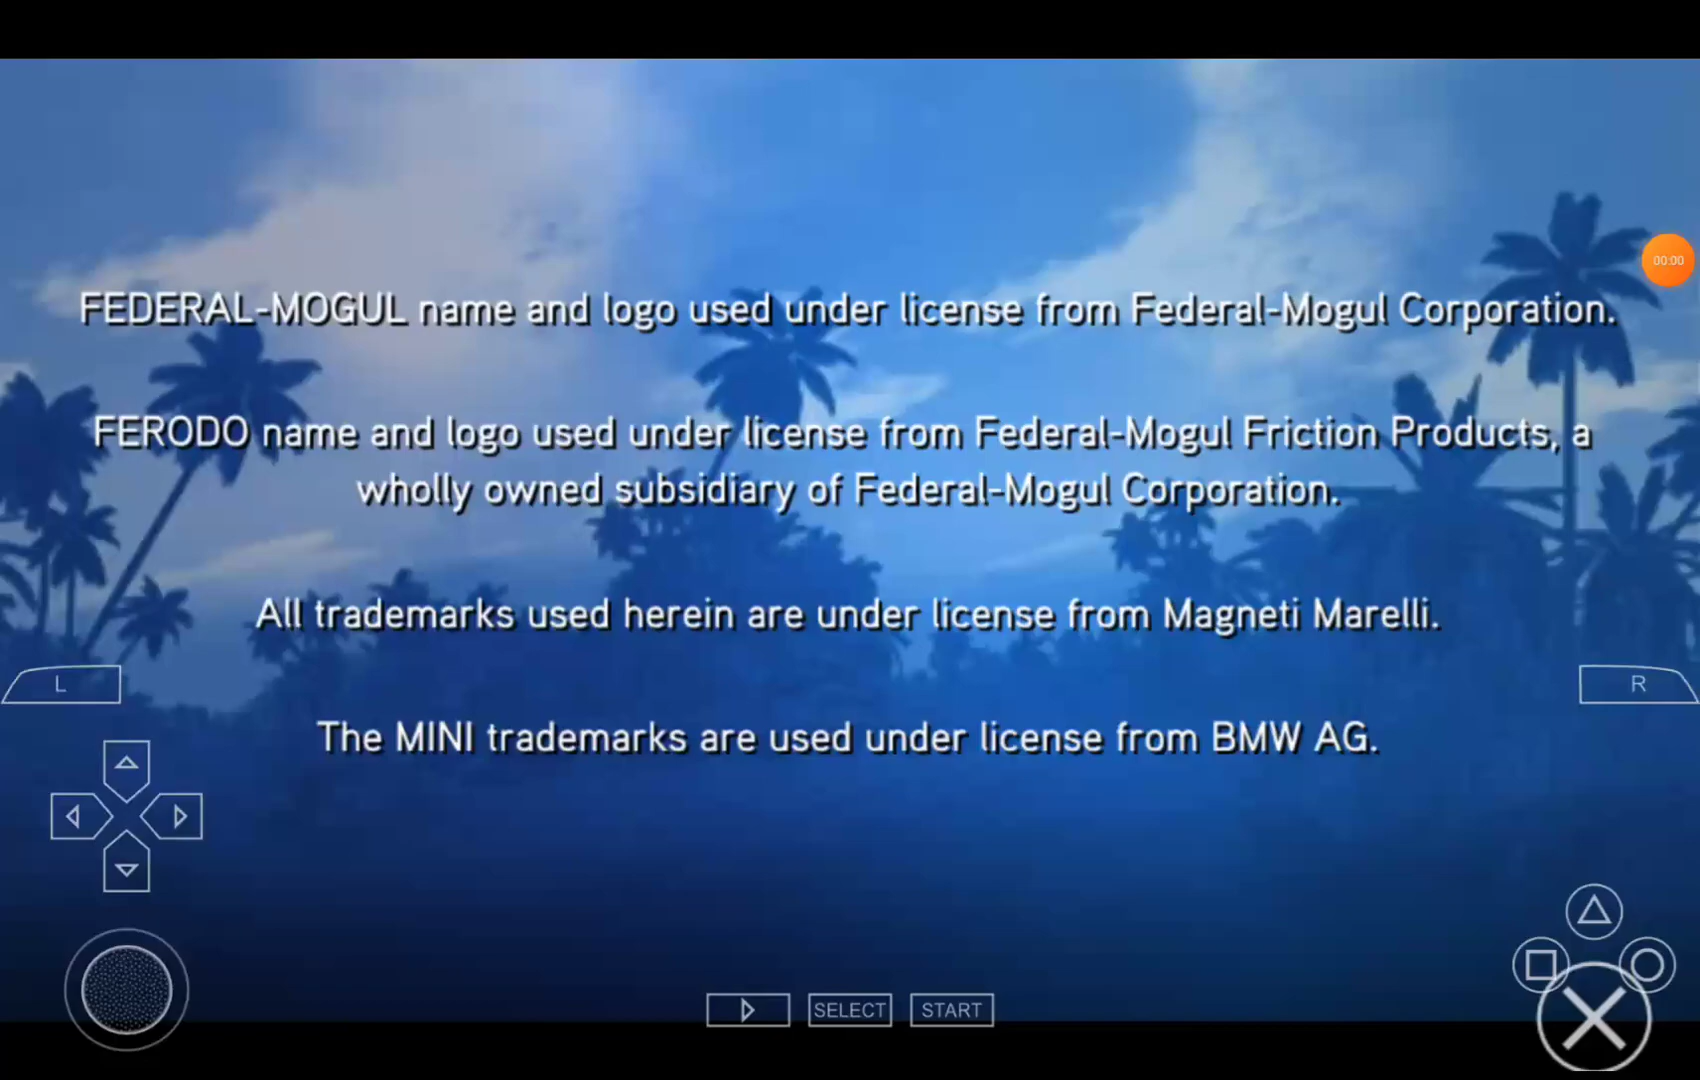 FEDERAL-MOGUL name and logo used under license from Federal-Mogul Corporation.
00:00
FERODO name and logo used under license from Federal-Mogul Friction Products, a
wholly owned subsidiary of Federal-Mogul Corporation.
All trademarks used herein are under license from Magneti Marelli.
L
R
The MINI trademarks are used under license from BMW AG.
SELECT
START